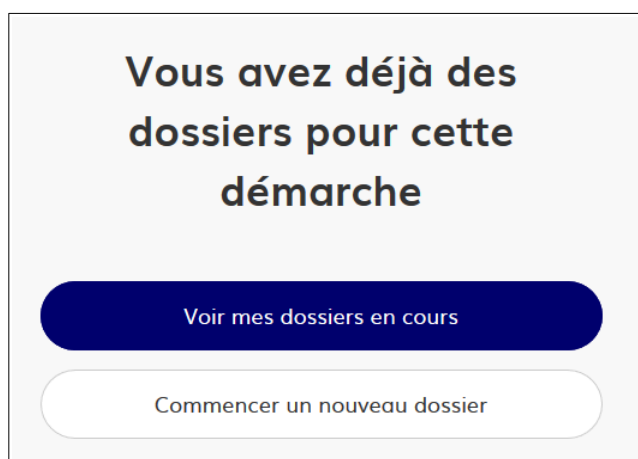 Vous avez déjà des
dossiers pour cette
démarche
Voir mes dossiers en cours
Commencer un nouveau dossier